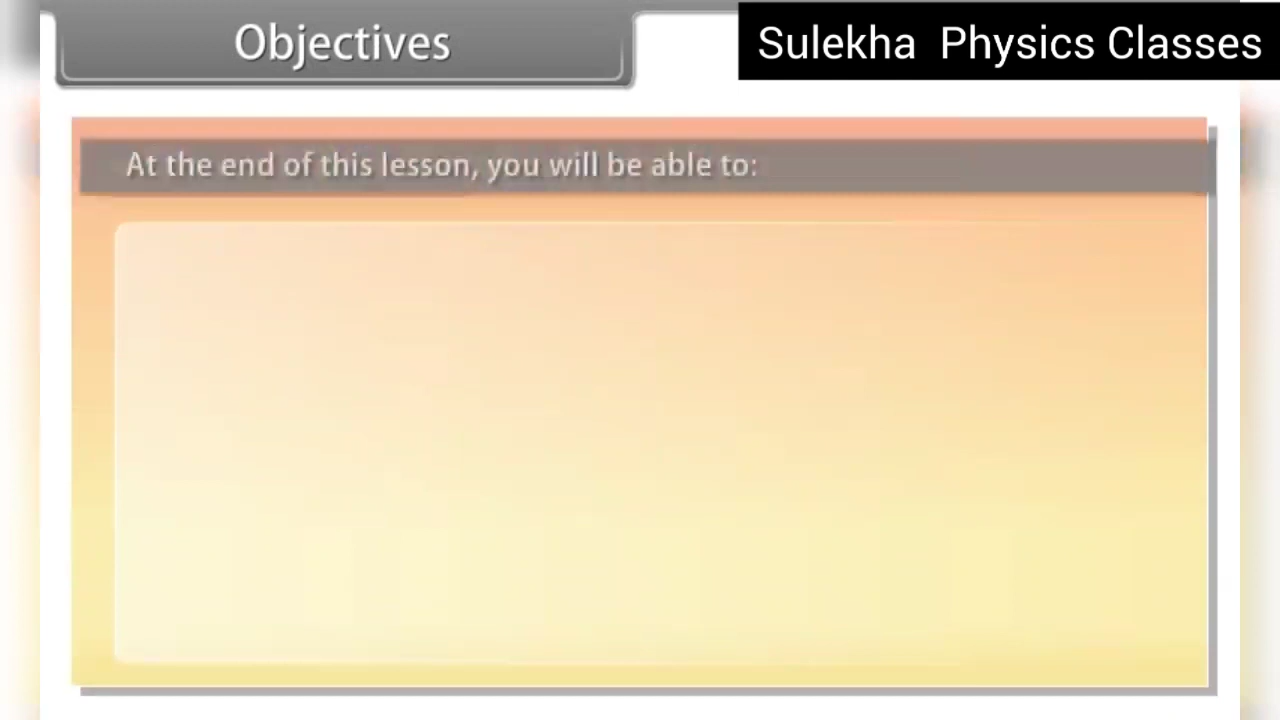 Objectives
Sulekha Physics Classes
At the end of this lesson, you will be able to: